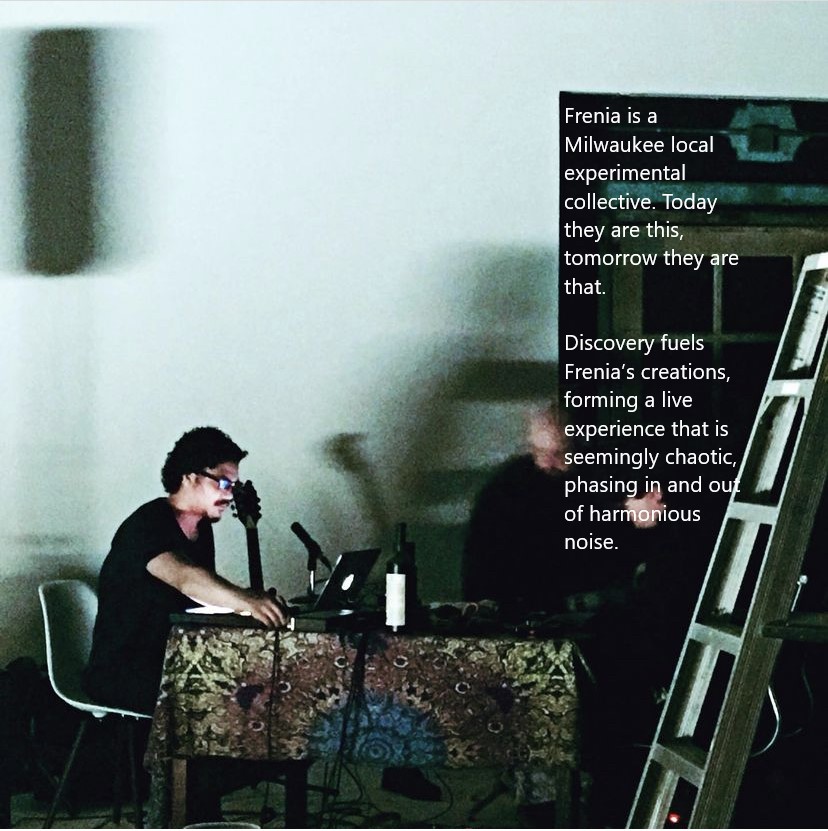 Frenia is a
Milwaukee local
experimental
collective. Today
they are this,
tomorrow they are
that.
Discovery fuels
Frenia's creations,
forming a live
experience that is
seemingly chaotic,
phasing in and out
of harmonious
noise.